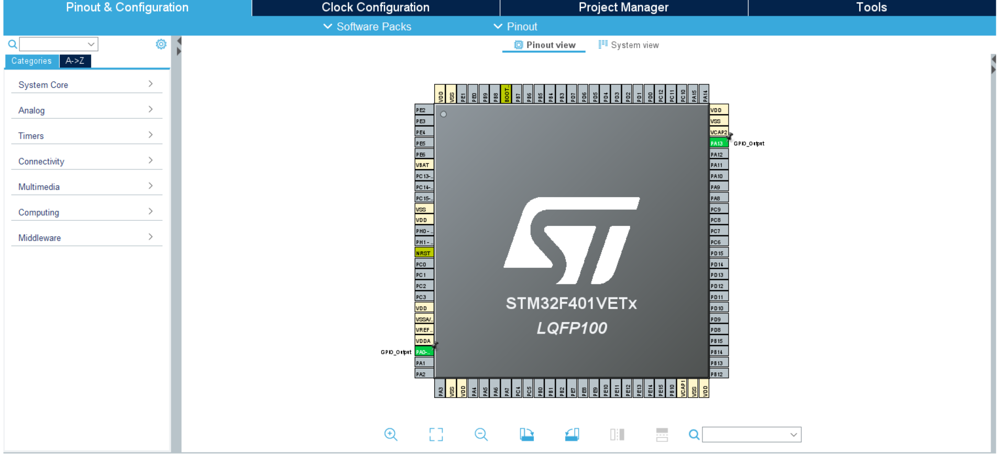 Pinout & Configuration
Clock Configuration
Project Manager
Tools
Software Packs
Pinout
Pinout view
System view
Categories
A->Z
System Core
Analog
Timers
Connectivity
Multimedia
Computing
Middleware
VDD
VSS
PE1
PE0
PB9
PB8
BOOT..
PB7
PB6
PB5
PB4
PB3
PD7
PD6
PD5
PD4
PD3
PD2
PD1
PD0
PC12
PC11
PC10
PA15
PA14
PE2
PE3
PE4
PE5
PE6
VBAT
PC13-..
PC14-..
PC15-..
VSS
VDD
PH0-..
PH1-..
NRST
PC0
PC1
PC2
PC3
VDD
VSSA/..
VREF..
VDDA
GPIO_Output
PA0-..
PA1
PA2
STM32F401VETx
LQFP100
VDD
VSS
VCAP2
PA13
GPIO_Output
PA12
PA11
PA10
PA9
PA8
PC9
PC8
PC7
PC6
PD15
PD14
PD13
PD12
PD11
PD10
PD9
PD8
PB15
PB14
PB13
PB12
PA3
VSS
VDD
PA4
PA5
PA6
PA7
PC4
PC5
PB0
PB1
PB2
PE7
PE8
PE9
PE10
PE11
PE12
PE13
PE14
PE15
PB10
VCAP1
VSS
VDD